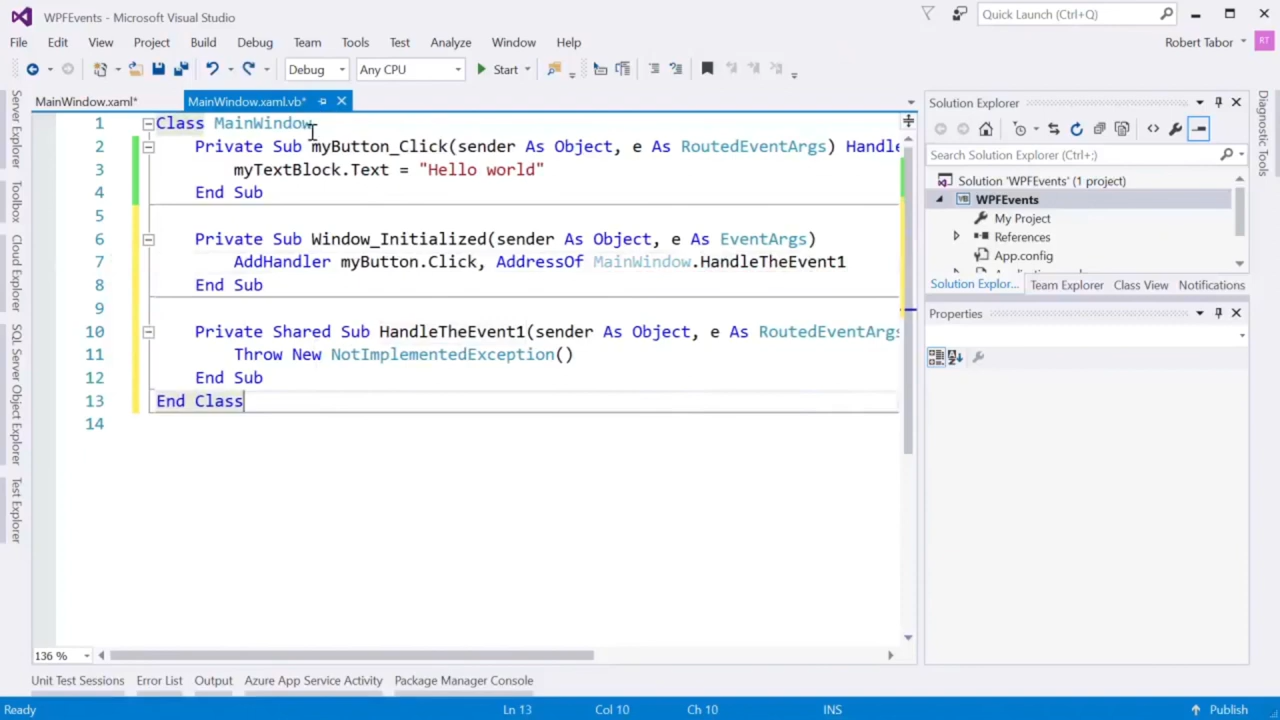 WPFEvents - Microsoft Visual Studio
Quick Launch (Ctrl+Q)
File Edit View Project Build Debug Team Tools Test Analyze Window Help
Robert Tabor RT
Debug Any CPU Start
MainWindow.xaml* MainWindow.xaml.vb*
Server Explorer
Toolbox
Cloud Explorer
SQL Server Object Explorer
Test Explorer
1 Class MainWindow
2 Private Sub myButton_Click(sender As Object, e As RoutedEventArgs) Handle
3 myTextBlock.Text = "Hello world"
4 End Sub
5
6 Private Sub Window_Initialized(sender As Object, e As EventArgs)
7 AddHandler myButton.Click, AddressOf MainWindow.HandleTheEvent1
8 End Sub
9
10 Private Shared Sub HandleTheEvent1(sender As Object, e As RoutedEventArgs
11 Throw New NotImplementedException()
12 End Sub
13 End Class
14
136 %
Solution Explorer
Search Solution Explorer (Ctrl+;)
Solution 'WPFEvents' (1 project)
WPFEvents
My Project
References
App.config
Solution Explor... Team Explorer Class View Notifications
Properties
Diagnostic Tools
Unit Test Sessions Error List Output Azure App Service Activity Package Manager Console
Ready Ln 13 Col 10 Ch 10 INS Publish